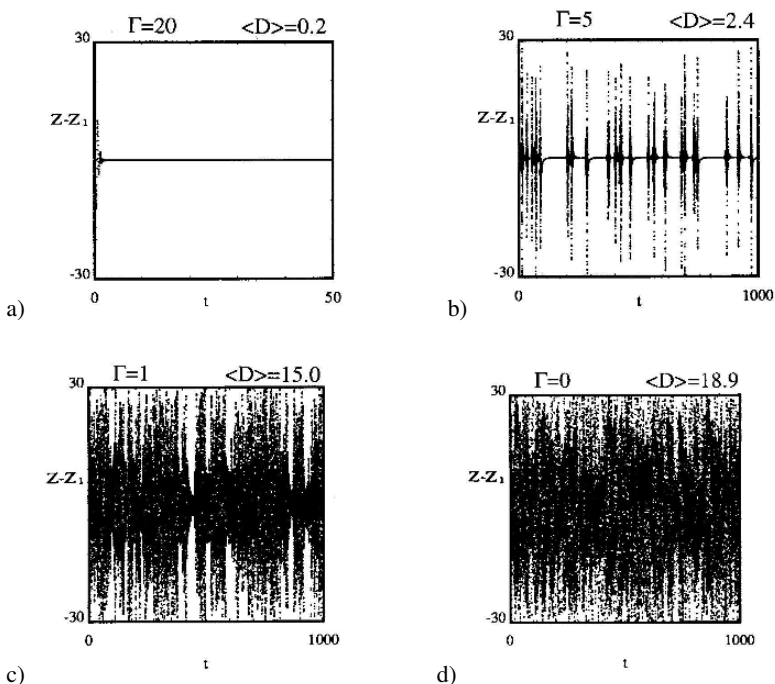 Γ=20 <D>=0.2
30
Z-Z₁
-30
0 t 50
a)
Γ=5 <D>=2.4
30
Z-Z₁
-30
0 t 1000
b)
Γ=1 <D>=15.0
30
Z-Z₁
-30
0 t 1000
c)
Γ=0 <D>=18.9
30
Z-Z₁
-30
0 t 1000
d)